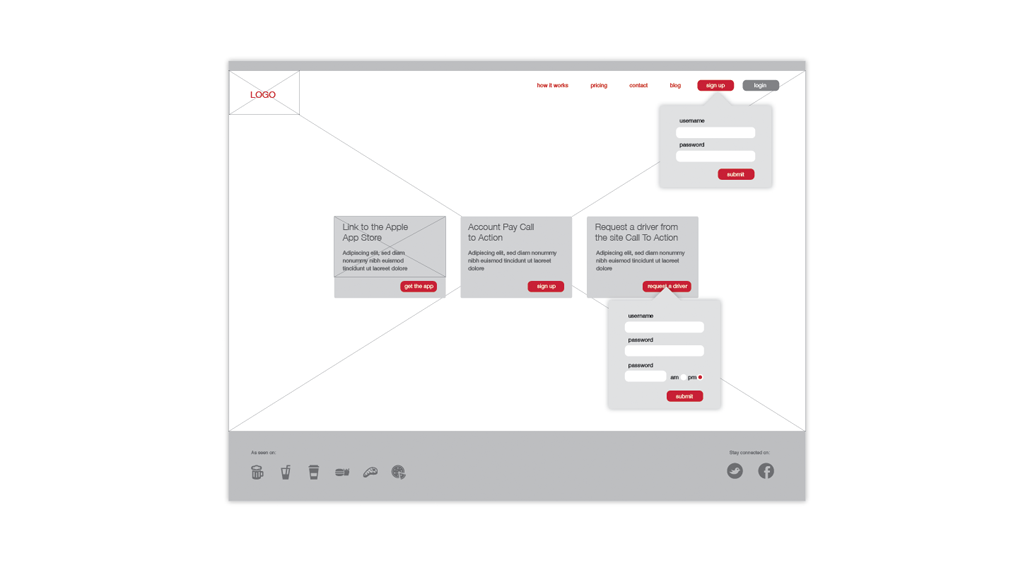 LOGO
how it works
pricing
contact
blog
sign up
login
username
password
submit
Link to the Apple
App Store
Adipiscing elit, sed diam
nonummy nibh euismod
tincidunt ut laoreet dolore
get the app
Account Pay Call
to Action
Adipiscing elit, sed diam nonummy
nibh euismod tincidunt ut laoreet
dolore
sign up
Request a driver from
the site Call To Action
Adipiscing elit, sed diam nonummy
nibh euismod tincidunt ut laoreet
dolore
request a driver
username
password
password
am pm
submit
As seen on:
Stay connected on: